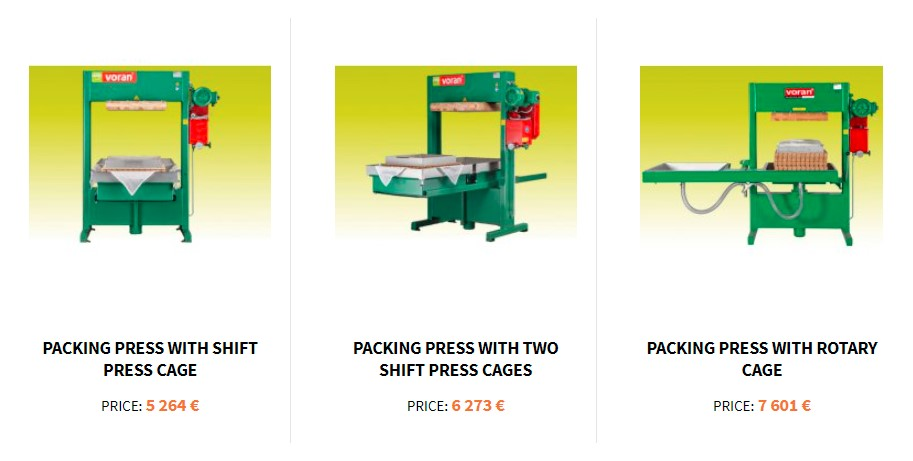 voran
voran
voran
PACKING PRESS WITH SHIFT
PRESS CAGE
PRICE: 5 264 €
PACKING PRESS WITH TWO
SHIFT PRESS CAGES
PRICE: 6 273 €
PACKING PRESS WITH ROTARY
CAGE
PRICE: 7 601 €